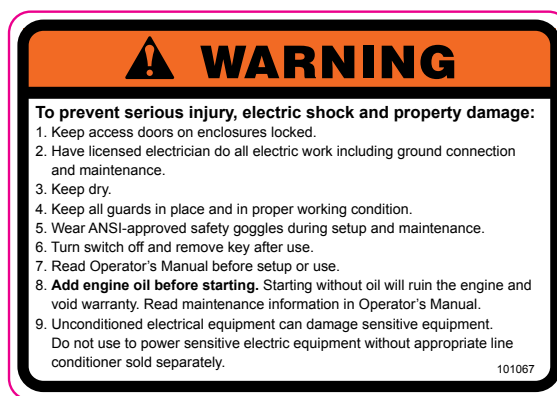 WARNING
To prevent serious injury, electric shock and property damage:
1. Keep access doors on enclosures locked.
2. Have licensed electrician do all electric work including ground connection
and maintenance.
3. Keep dry.
4. Keep all guards in place and in proper working condition.
5. Wear ANSI-approved safety goggles during setup and maintenance.
6. Turn switch off and remove key after use.
7. Read Operator's Manual before setup or use.
8. Add engine oil before starting. Starting without oil will ruin the engine and
void warranty. Read maintenance information in Operator's Manual.
9. Unconditioned electrical equipment can damage sensitive equipment.
Do not use to power sensitive electric equipment without appropriate line
conditioner sold separately.
101067